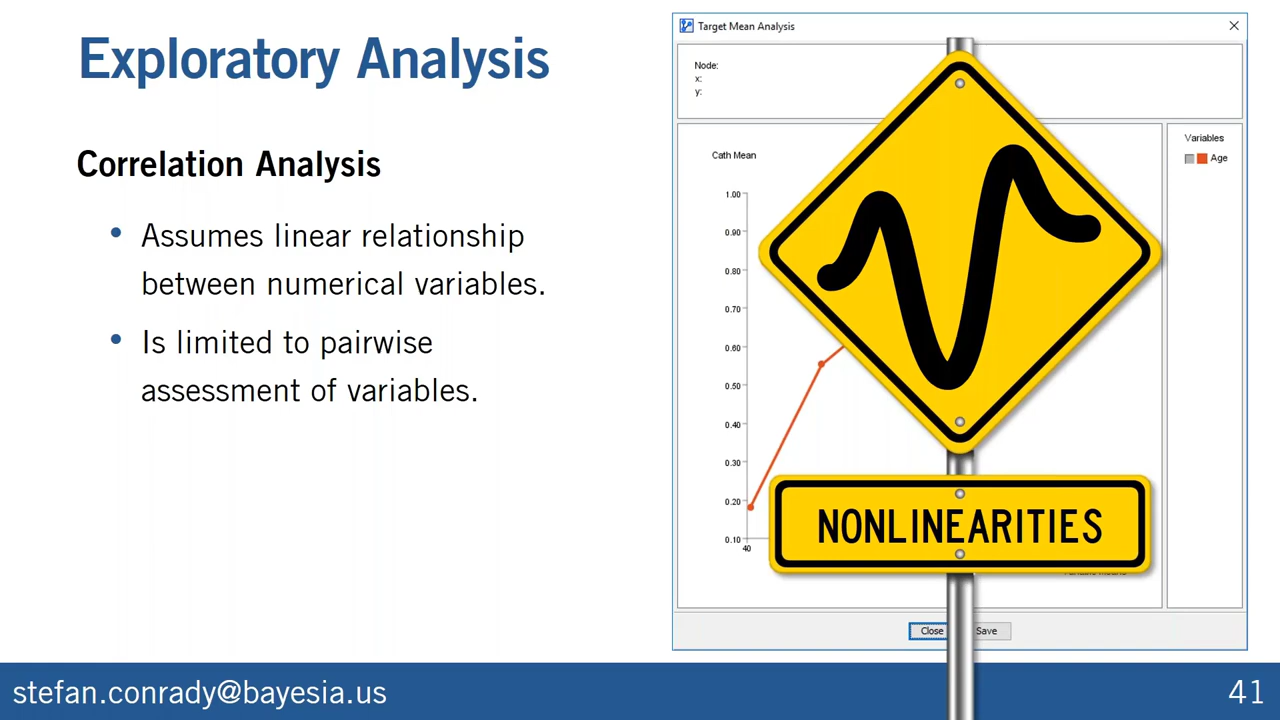 Exploratory Analysis
Correlation Analysis
• Assumes linear relationship
between numerical variables.
• Is limited to pairwise
assessment of variables.
Target Mean Analysis
Node:
x:
y:
Cath Mean
1.00
0.90
0.80
0.70
0.60
0.50
0.40
0.30
0.20
0.10
40
Variables
Age
NONLINEARITIES
Close
Save
stefan.conrady@bayesia.us
41